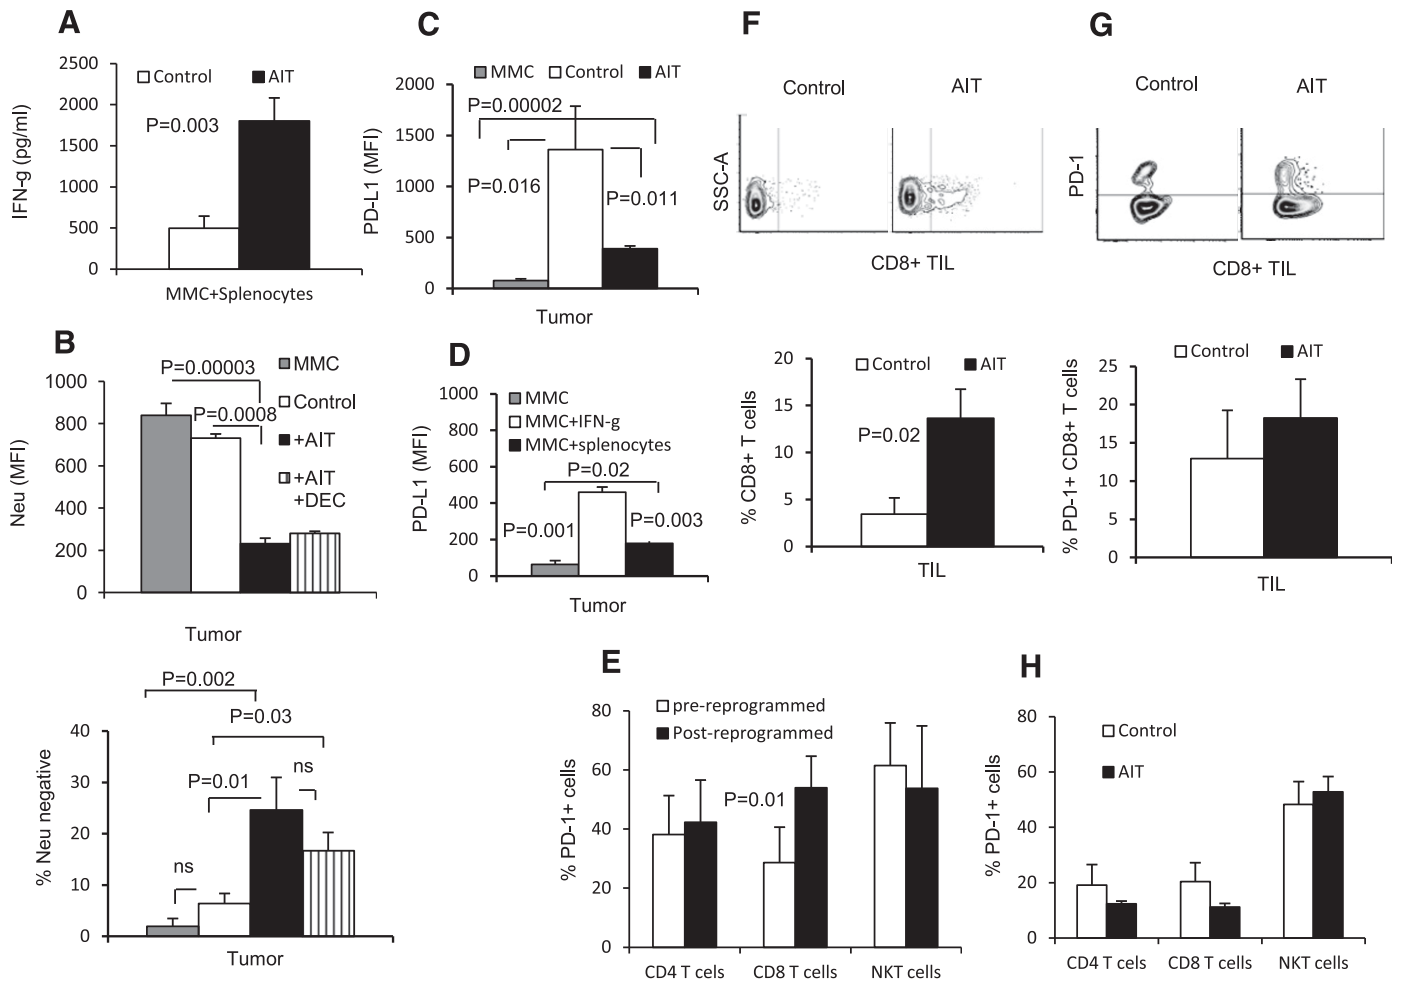 A
2500
2000
1500
1000
500
0
IFN-g (pg/ml)
Control
AIT
P=0.003
MMC+Splenocytes
B
1000
800
600
400
200
0
Neu (MFI)
P=0.00003
P=0.0008
MMC
Control
+AIT
+AIT
+DEC
Tumor
P=0.002
P=0.03
40
30
20
10
0
% Neu negative
P=0.01
ns
ns
Tumor
C
MMC
Control
AIT
2000
1500
1000
500
0
PD-L1 (MFI)
P=0.00002
P=0.016
P=0.011
Tumor
D
1000
800
600
400
200
0
PD-L1 (MFI)
MMC
MMC+IFN-g
MMC+splenocytes
P=0.02
P=0.001
P=0.003
Tumor
E
80
60
40
20
0
% PD-1+ cells
pre-reprogrammed
Post-reprogrammed
P=0.01
CD4 T cels
CD8 T cells
NKT cells
F
Control
AIT
SSC-A
CD8+ TIL
20
15
10
5
0
% CD8+ T cells
Control
AIT
P=0.02
TIL
G
Control
AIT
PD-1
CD8+ TIL
25
20
15
10
5
0
% PD-1+ CD8+ T cells
Control
AIT
TIL
H
80
60
40
20
0
% PD-1+ cells
Control
AIT
CD4 T cels
CD8 T cells
NKT cells